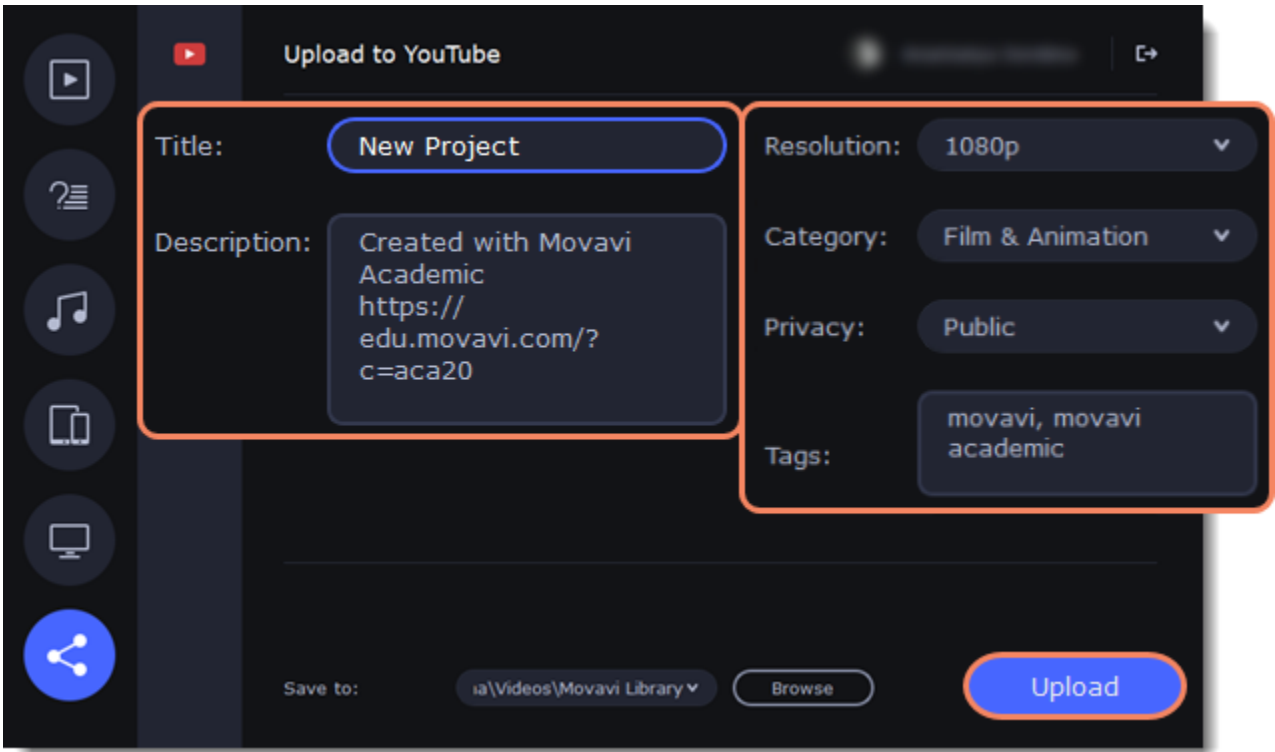 Upload to YouTube
Title:
New Project
Description:
Created with Movavi
Academic
https://
edu.movavi.com/?
c=aca20
Resolution:
1080p
Category:
Film & Animation
Privacy:
Public
Tags:
movavi, movavi
academic
Save to:
a\Videos\Movavi Library
Browse
Upload